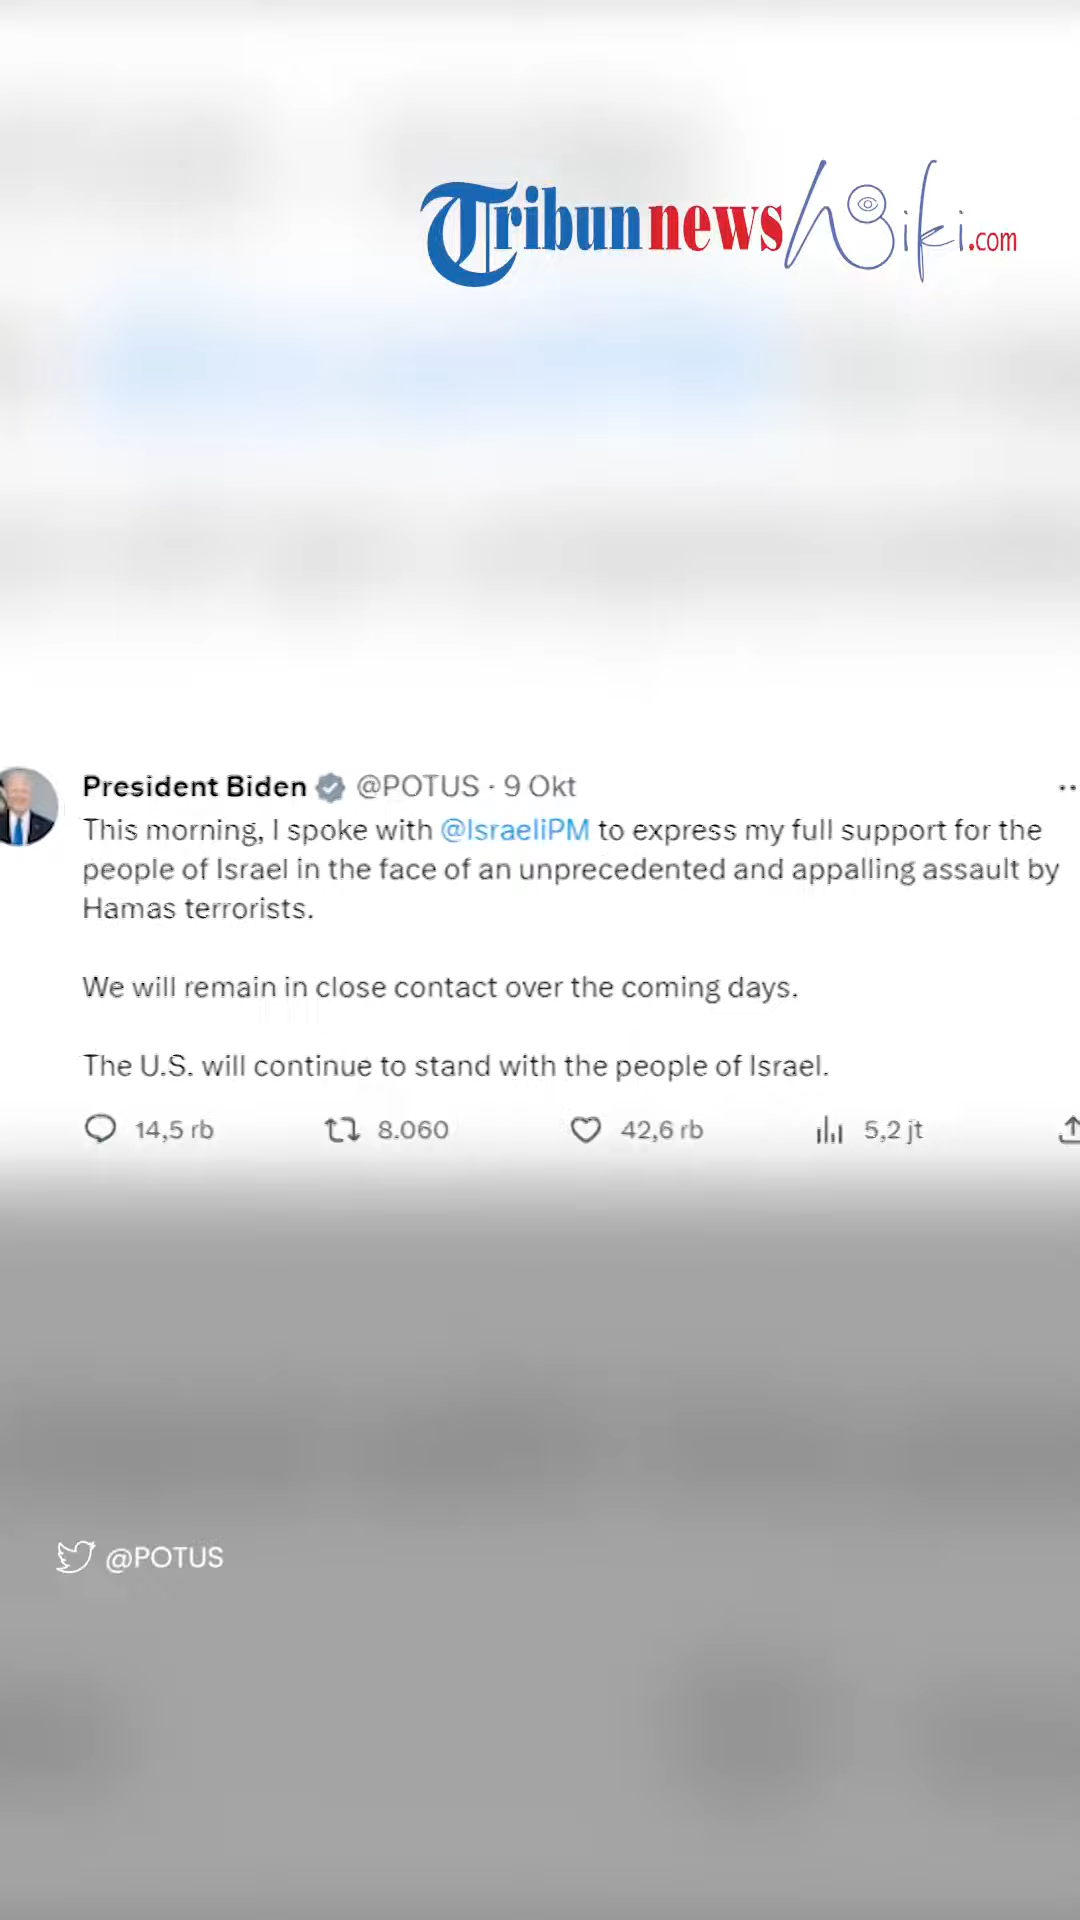 TribunnewsWiki.com
President Biden @POTUS · 9 Okt
This morning, I spoke with @IsraeliPM to express my full support for the
people of Israel in the face of an unprecedented and appalling assault by
Hamas terrorists.
We will remain in close contact over the coming days.
The U.S. will continue to stand with the people of Israel.
14,5 rb 8.060 42,6 rb 5,2 jt
@POTUS